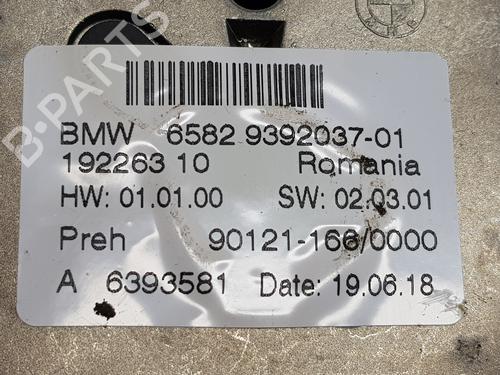 BMW 6582 9392037-01
192263 10 Romania
HW: 01.01.00 SW: 02.03.01
Preh 90121-166/0000
A 6393581 Date: 19.06.18
B-Parts